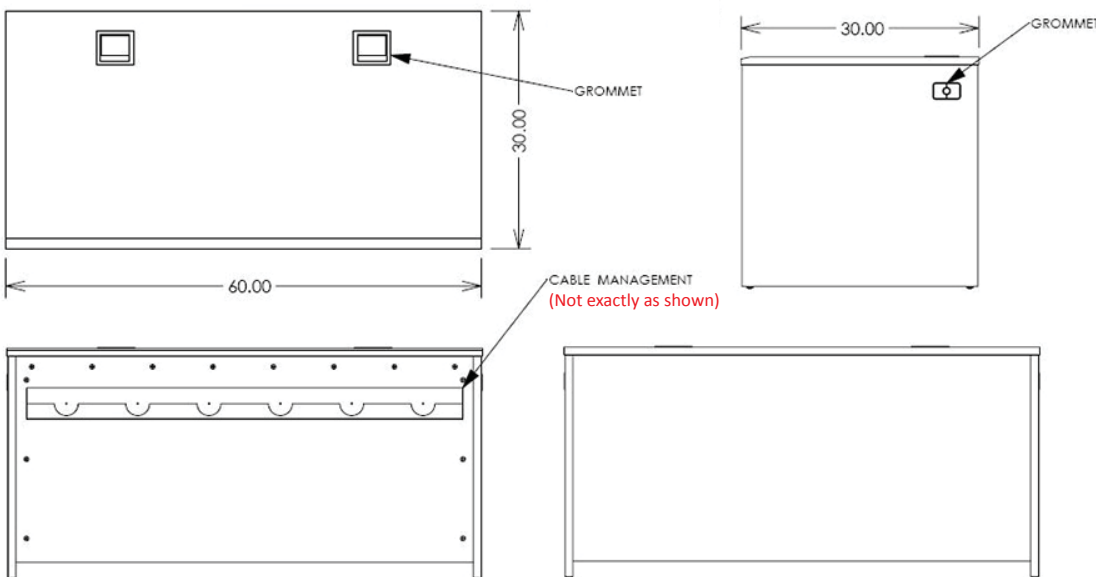 30.00
GROMMET
GROMMET
30.00
60.00
CABLE MANAGEMENT
(Not exactly as shown)